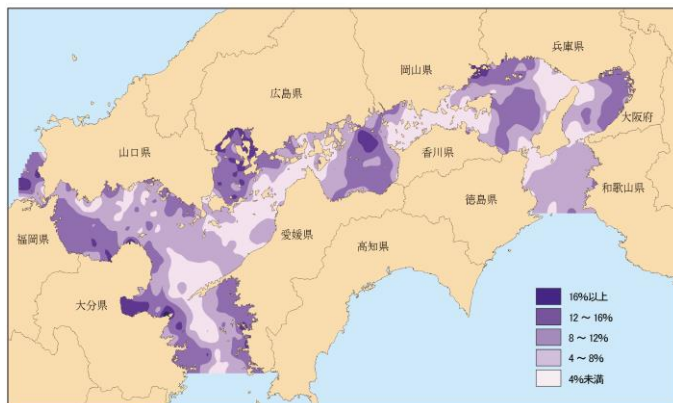 兵庫県
岡山県
広島県
大阪府
山口県
香川県
和歌山県
徳島県
愛媛県
福岡県
高知県
大分県
16%以上
12～16%
8～12%
4～8%
4%未満